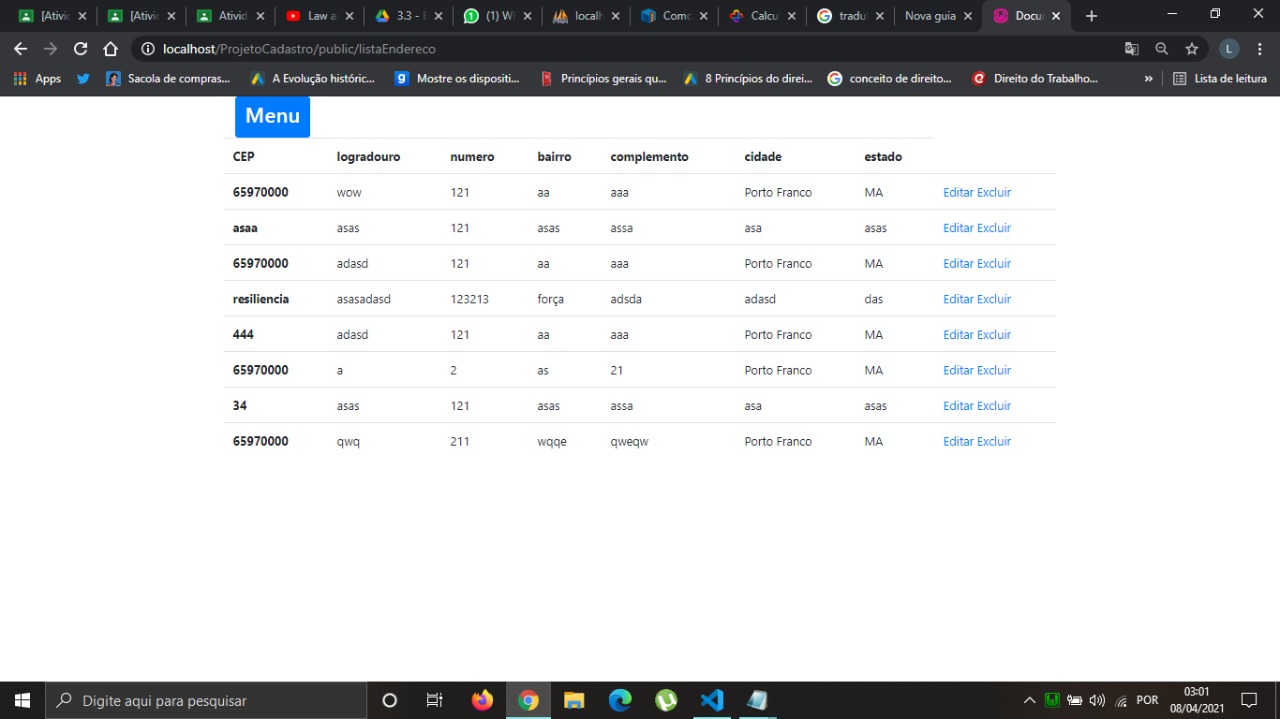 [Ativic
[Ativic
Ativid
Law a
3.3 - E
(1) W
localh
Como
Calcu
tradu
Nova guia
Docu
localhost/ProjetoCadastro/public/listaEndereco
L
Apps
Sacola de compras...
A Evolução históric...
Mostre os dispositi...
Princípios gerais qu...
8 Princípios do direi...
conceito de direito...
Direito do Trabalho...
»
Lista de leitura
Menu
CEP logradouro numero bairro complemento cidade estado
65970000 wow 121 aa aaa Porto Franco MA Editar Excluir
asaa asas 121 asas assa asa asas Editar Excluir
65970000 adasd 121 aa aaa Porto Franco MA Editar Excluir
resiliencia asasadasd 123213 força adsda adasd das Editar Excluir
444 adasd 121 aa aaa Porto Franco MA Editar Excluir
65970000 a 2 as 21 Porto Franco MA Editar Excluir
34 asas 121 asas assa asa asas Editar Excluir
65970000 qwq 211 wqqe qweqw Porto Franco MA Editar Excluir
Digite aqui para pesquisar
POR
03:01
08/04/2021